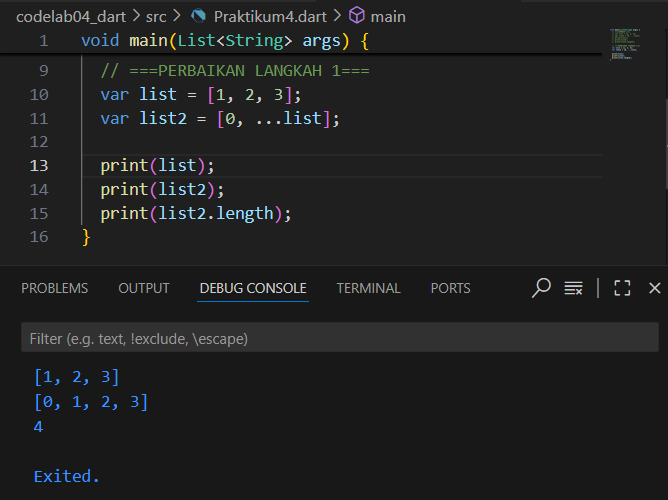 codelab04_dart > src > Praktikum4.dart > main
1 void main(List<String> args) {
9 // ===PERBAIKAN LANGKAH 1===
10 var list = [1, 2, 3];
11 var list2 = [0, ...list];
12
13 print(list);
14 print(list2);
15 print(list2.length);
16 }
PROBLEMS OUTPUT DEBUG CONSOLE TERMINAL PORTS
Filter (e.g. text, !exclude, \escape)
[1, 2, 3]
[0, 1, 2, 3]
4
Exited.